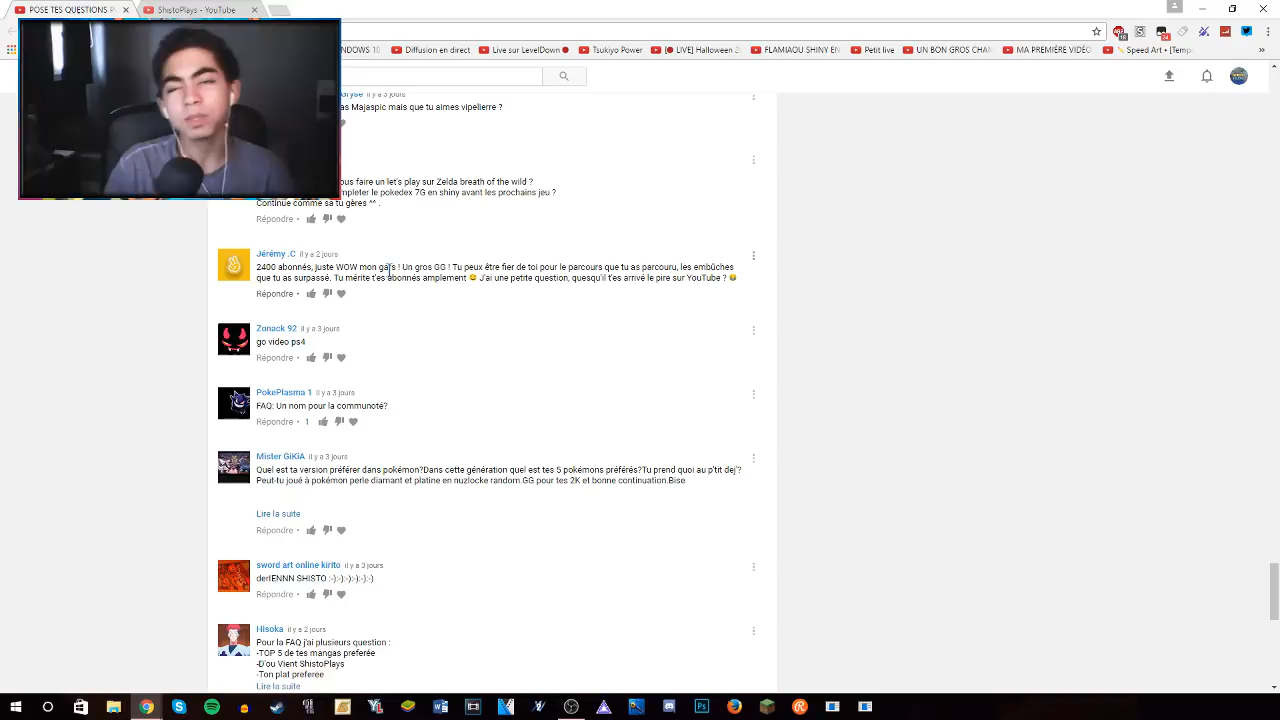 POSE TES QUESTIONS P
ShistoPlays - YouTube
NDOWS 10
Diffusion en direct
Live sur LevelDown
Tsukiyo Power
[🔴 LIVE] Hardcore 2
FLAMIAOU SHINY LEI
Petit live
UN BON GROS CHAN
MA PREMIÈRE VIDÉO
Speed Art • [Tempo
Gryse il y a 3 jours
as Majaspic mais que tu aimes vipelierre ?
ous faire un let's play sur Zelda breath of the wild ?
mpleter le pokedex 7G en shiny avant les prochains jeu ?
Continue comme sa tu gères ^^ .
Répondre •
Jérémy .C il y a 2 jours
2400 abonnés, juste WOW mon gars ! Un gros GG ! Tu peux être fier de toi pour le parcours que tu as parcouru, les embûches
que tu as surpassé. Tu mérite t'es abonnés amplement 😄 J'ai une petite question, quesqu'il t'es arrivé le pire sur YouTube ? 😂
Répondre •
Zonack 92 il y a 3 jours
go video ps4
Répondre •
PokePlasma 1 il y a 3 jours
FAQ: Un nom pour la communoté?
Répondre • 1
Mister GiKiA il y a 3 jours
Quel est ta version préférer dans pokémon?Dans cette génération quel est tes 5 pokémons préférés?Tu prend quoi au p'tit dej'?
Peut-tu joué à pokémon perle diamant et platine en nuzlocke random.GG pour tes 2K et bonne continuation.Bise
Lire la suite
Répondre •
sword art online kirito il y a 3 jours
derIENNN SHISTO :-):-):-):-):-):-)
Répondre •
Hisoka il y a 2 jours
Pour la FAQ j'ai plusieurs question :
-TOP 5 de tes mangas preferée
-D'ou Vient ShistoPlays
-Ton plat preferee
Lire la suite